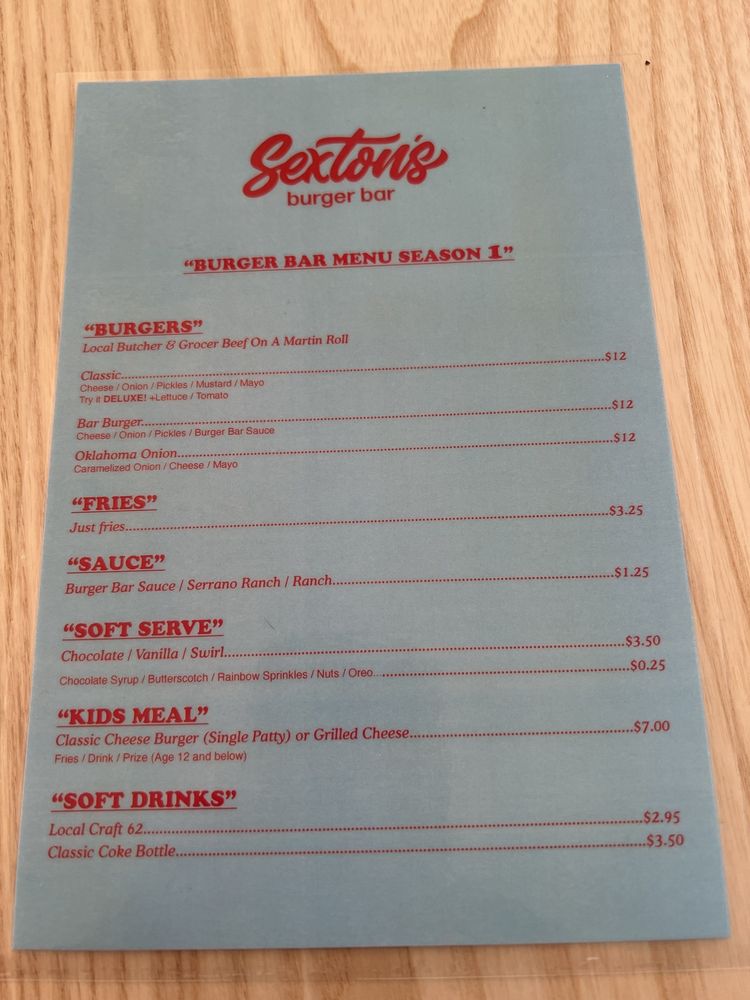 Sexton's
burger bar
“BURGER BAR MENU SEASON 1”
“BURGERS”
Local Butcher & Grocer Beef On A Martin Roll
Classic..........$12
Cheese / Onion / Pickles / Mustard / Mayo
Try it DELUXE! +Lettuce / Tomato
Bar Burger..........$12
Cheese / Onion / Pickles / Burger Bar Sauce
Oklahoma Onion..........$12
Caramelized Onion / Cheese / Mayo
“FRIES”
Just fries..........$3.25
“SAUCE”
Burger Bar Sauce / Serrano Ranch / Ranch..........$1.25
“SOFT SERVE”
Chocolate / Vanilla / Swirl..........$3.50
Chocolate Syrup / Butterscotch / Rainbow Sprinkles / Nuts / Oreo..........$0.25
“KIDS MEAL”
Classic Cheese Burger (Single Patty) or Grilled Cheese..........$7.00
Fries / Drink / Prize (Age 12 and below)
“SOFT DRINKS”
Local Craft 62..........$2.95
Classic Coke Bottle..........$3.50